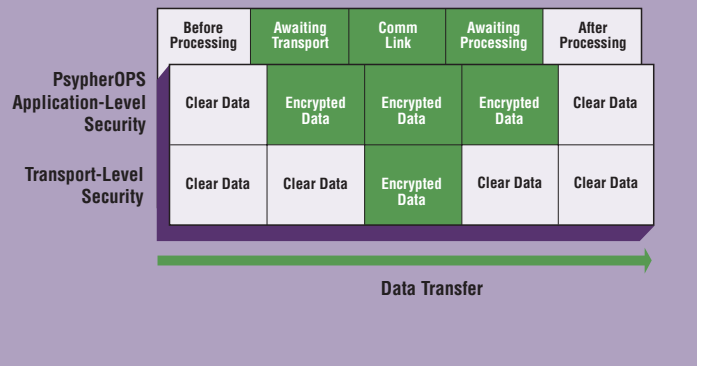 Before
Processing
Awaiting
Transport
Comm
Link
Awaiting
Processing
After
Processing
PsypherOPS
Application-Level
Security
Clear Data
Encrypted
Data
Encrypted
Data
Encrypted
Data
Clear Data
Transport-Level
Security
Clear Data
Clear Data
Encrypted
Data
Clear Data
Clear Data
Data Transfer